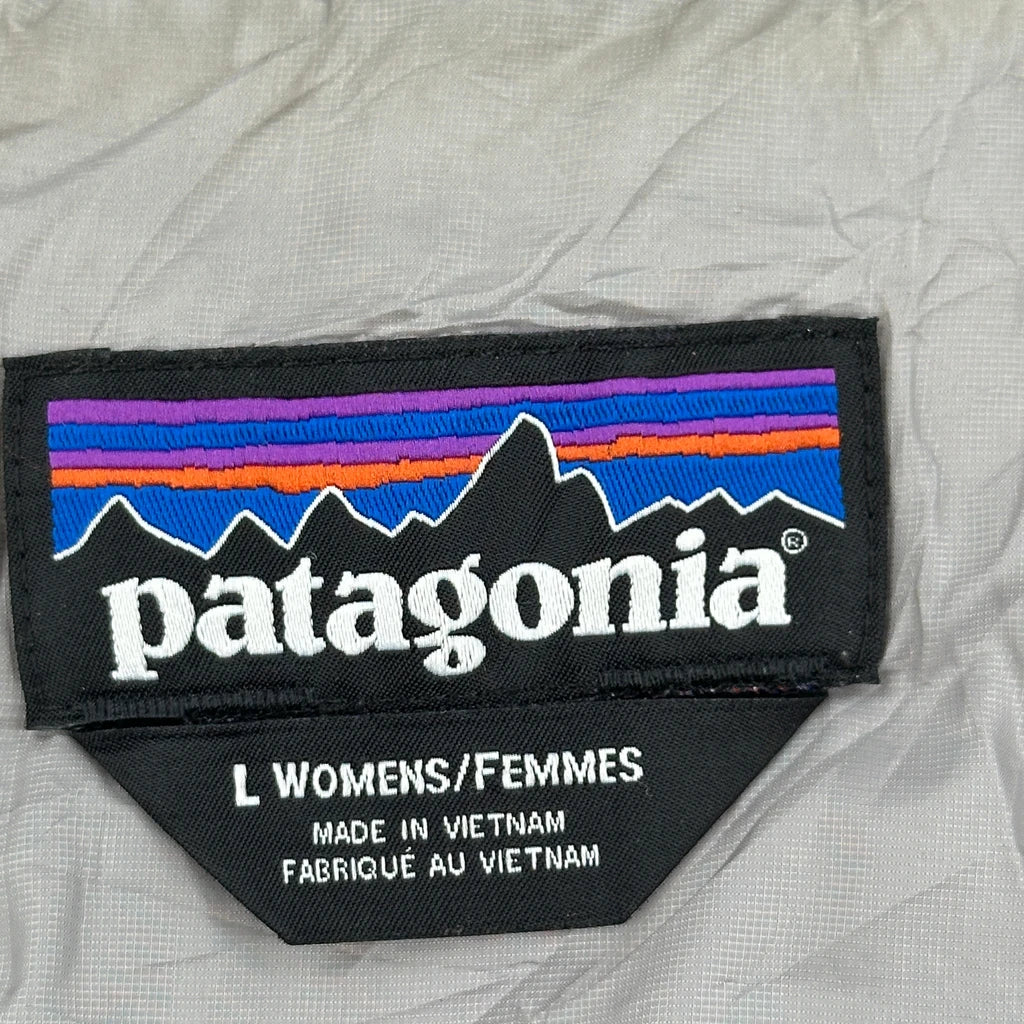 patagonia®
L WOMENS/FEMMES
MADE IN VIETNAM
FABRIQUÉ AU VIETNAM